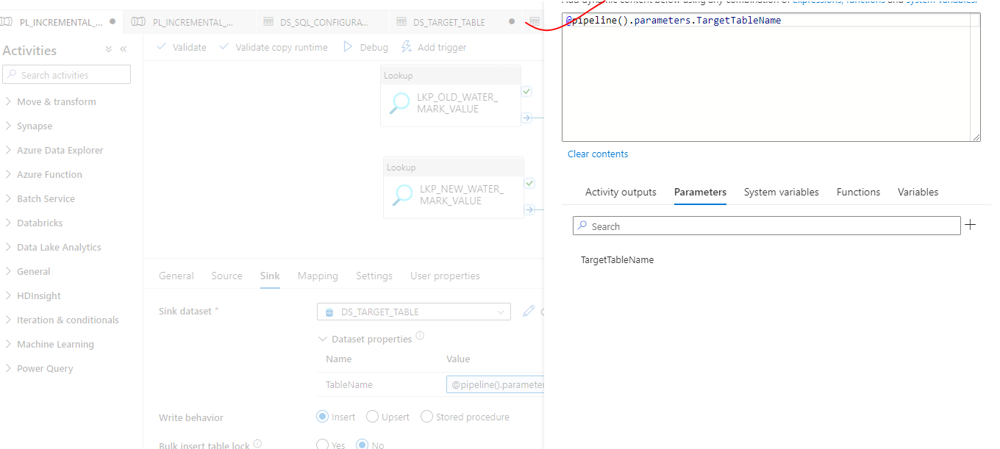 Add dynamic content below using any combination of expressions, functions and system variables.
PL_INCREMENTAL_...
PL_INCREMENTAL_...
DS_SQL_CONFIGURA...
DS_TARGET_TABLE
@pipeline().parameters.TargetTableName
Activities
Search activities
Validate
Validate copy runtime
Debug
Add trigger
Move & transform
Synapse
Azure Data Explorer
Azure Function
Batch Service
Databricks
Data Lake Analytics
General
HDInsight
Iteration & conditionals
Machine Learning
Power Query
Lookup
LKP_OLD_WATER_
MARK_VALUE
Lookup
LKP_NEW_WATER_
MARK_VALUE
General
Source
Sink
Mapping
Settings
User properties
Sink dataset *
DS_TARGET_TABLE
Dataset properties
Name
Value
TableName
@pipeline().parameter
Write behavior
Insert
Upsert
Stored procedure
Bulk insert table lock
Yes
No
Clear contents
Activity outputs
Parameters
System variables
Functions
Variables
Search
TargetTableName